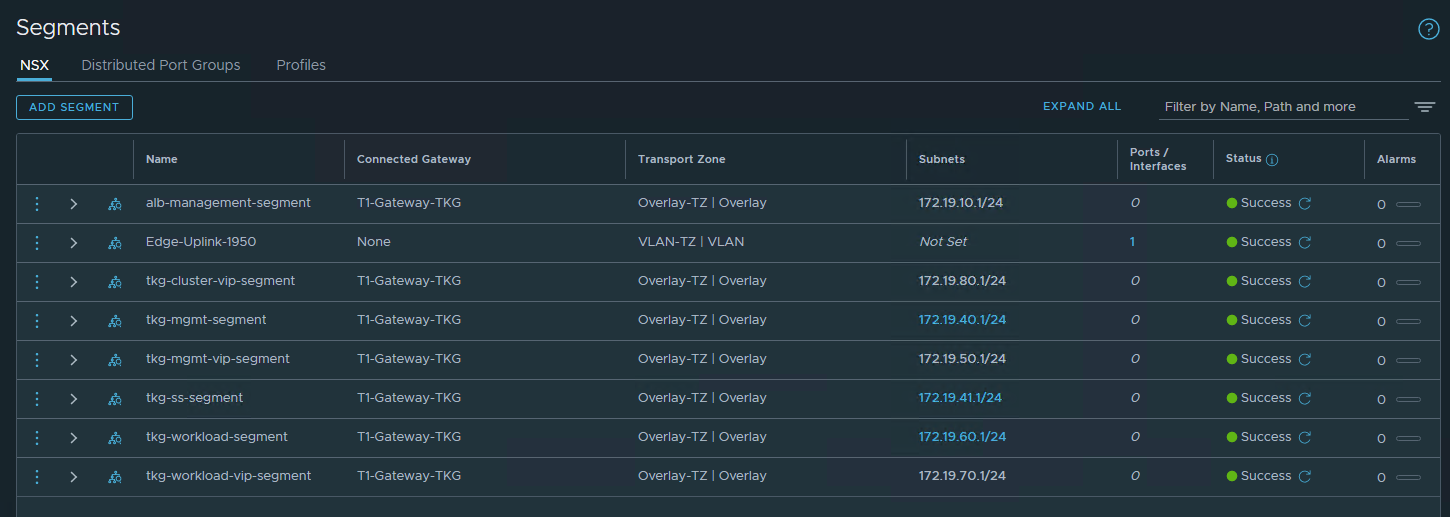 Segments
?
NSX Distributed Port Groups Profiles
ADD SEGMENT EXPAND ALL Filter by Name, Path and more
Name Connected Gateway Transport Zone Subnets Ports / Interfaces Status Alarms
alb-management-segment T1-Gateway-TKG Overlay-TZ | Overlay 172.19.10.1/24 0 Success 0
Edge-Uplink-1950 None VLAN-TZ | VLAN Not Set 1 Success 0
tkg-cluster-vip-segment T1-Gateway-TKG Overlay-TZ | Overlay 172.19.80.1/24 0 Success 0
tkg-mgmt-segment T1-Gateway-TKG Overlay-TZ | Overlay 172.19.40.1/24 0 Success 0
tkg-mgmt-vip-segment T1-Gateway-TKG Overlay-TZ | Overlay 172.19.50.1/24 0 Success 0
tkg-ss-segment T1-Gateway-TKG Overlay-TZ | Overlay 172.19.41.1/24 0 Success 0
tkg-workload-segment T1-Gateway-TKG Overlay-TZ | Overlay 172.19.60.1/24 0 Success 0
tkg-workload-vip-segment T1-Gateway-TKG Overlay-TZ | Overlay 172.19.70.1/24 0 Success 0